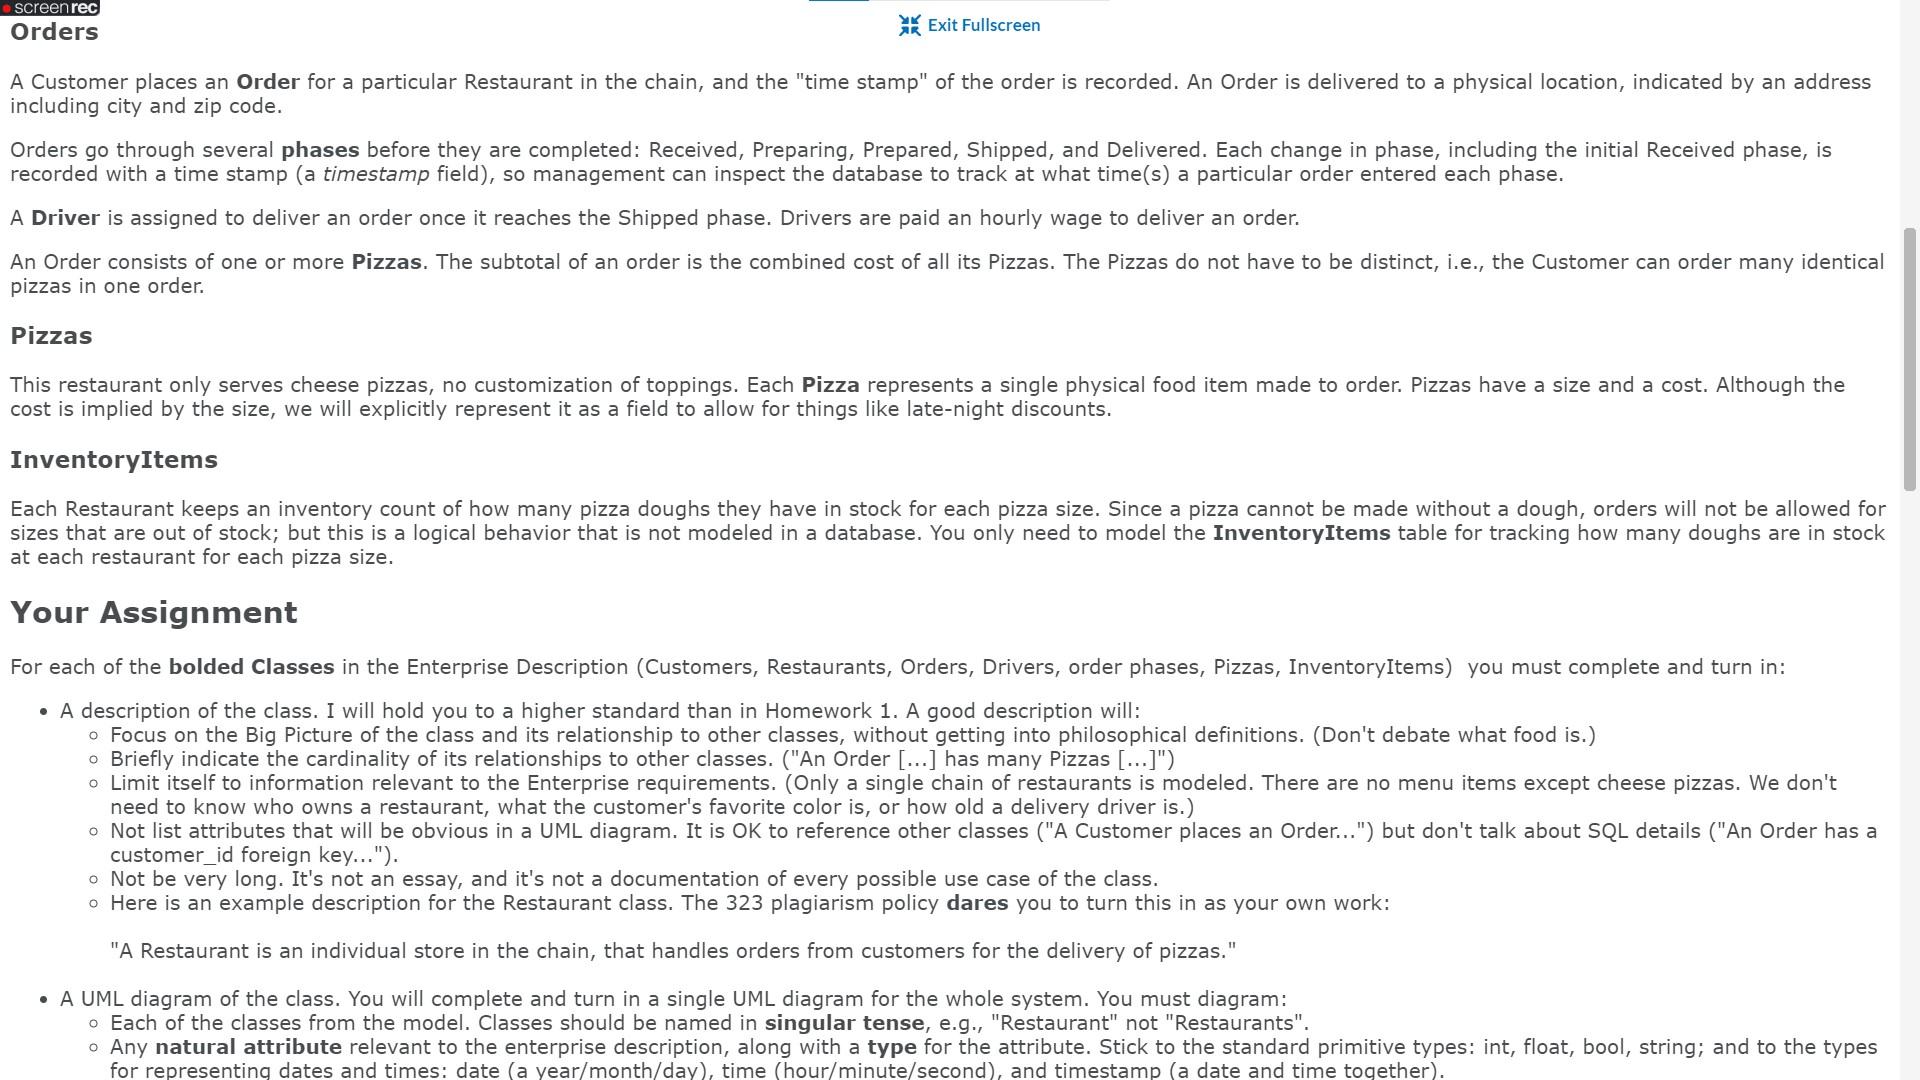 screenrec
Exit Fullscreen
Orders
A Customer places an Order for a particular Restaurant in the chain, and the "time stamp" of the order is recorded. An Order is delivered to a physical location, indicated by an address
including city and zip code.
Orders go through several phases before they are completed: Received, Preparing, Prepared, Shipped, and Delivered. Each change in phase, including the initial Received phase, is
recorded with a time stamp (a timestamp field), so management can inspect the database to track at what time(s) a particular order entered each phase.
A Driver is assigned to deliver an order once it reaches the Shipped phase. Drivers are paid an hourly wage to deliver an order.
An Order consists of one or more Pizzas. The subtotal of an order is the combined cost of all its Pizzas. The Pizzas do not have to be distinct, i.e., the Customer can order many identical
pizzas in one order.
Pizzas
This restaurant only serves cheese pizzas, no customization of toppings. Each Pizza represents a single physical food item made to order. Pizzas have a size and a cost. Although the
cost is implied by the size, we will explicitly represent it as a field to allow for things like late-night discounts.
InventoryItems
Each Restaurant keeps an inventory count of how many pizza doughs they have in stock for each pizza size. Since a pizza cannot be made without a dough, orders will not be allowed for
sizes that are out of stock; but this is a logical behavior that is not modeled in a database. You only need to model the InventoryItems table for tracking how many doughs are in stock
at each restaurant for each pizza size.
Your Assignment
For each of the bolded Classes in the Enterprise Description (Customers, Restaurants, Orders, Drivers, order phases, Pizzas, InventoryItems)  you must complete and turn in:
• A description of the class. I will hold you to a higher standard than in Homework 1. A good description will:
◦ Focus on the Big Picture of the class and its relationship to other classes, without getting into philosophical definitions. (Don't debate what food is.)
◦ Briefly indicate the cardinality of its relationships to other classes. ("An Order [...] has many Pizzas [...]")
◦ Limit itself to information relevant to the Enterprise requirements. (Only a single chain of restaurants is modeled. There are no menu items except cheese pizzas. We don't
need to know who owns a restaurant, what the customer's favorite color is, or how old a delivery driver is.)
◦ Not list attributes that will be obvious in a UML diagram. It is OK to reference other classes ("A Customer places an Order...") but don't talk about SQL details ("An Order has a
customer_id foreign key...").
◦ Not be very long. It's not an essay, and it's not a documentation of every possible use case of the class.
◦ Here is an example description for the Restaurant class. The 323 plagiarism policy dares you to turn this in as your own work:
"A Restaurant is an individual store in the chain, that handles orders from customers for the delivery of pizzas."
• A UML diagram of the class. You will complete and turn in a single UML diagram for the whole system. You must diagram:
◦ Each of the classes from the model. Classes should be named in singular tense, e.g., "Restaurant" not "Restaurants".
◦ Any natural attribute relevant to the enterprise description, along with a type for the attribute. Stick to the standard primitive types: int, float, bool, string; and to the types
for representing dates and times: date (a year/month/day), time (hour/minute/second), and timestamp (a date and time together).